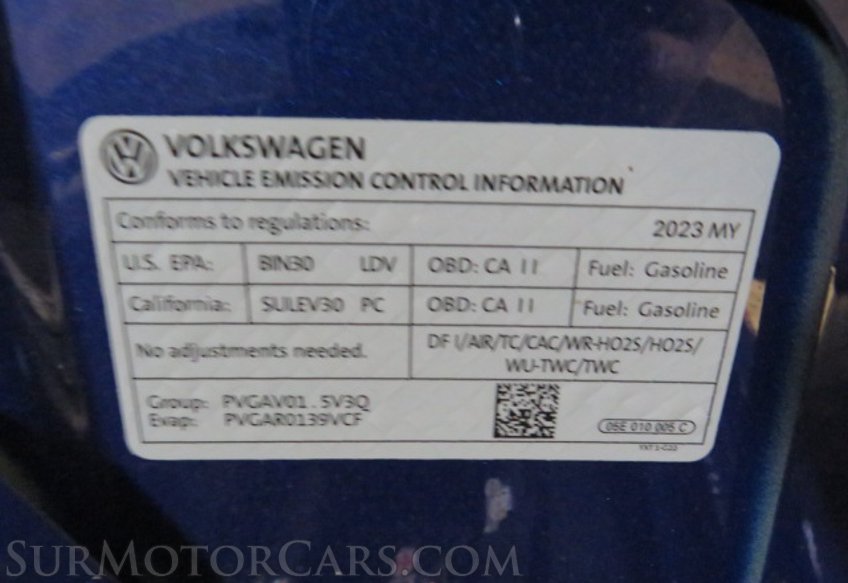 VOLKSWAGEN
VEHICLE EMISSION CONTROL INFORMATION
Conforms to regulations: 2023 MY
U.S. EPA: BIN30 LDV OBD: CA II Fuel: Gasoline
California: SULEV30 PC OBD: CA II Fuel: Gasoline
No adjustments needed. DF I/AIR/TC/CAC/WR-HO2S/HO2S/
WU-TWC/TWC
Group: PVGAV01.5V3Q
Evap: PVGAR0139VCF
05E 010 005 C
SurMotorCars.com